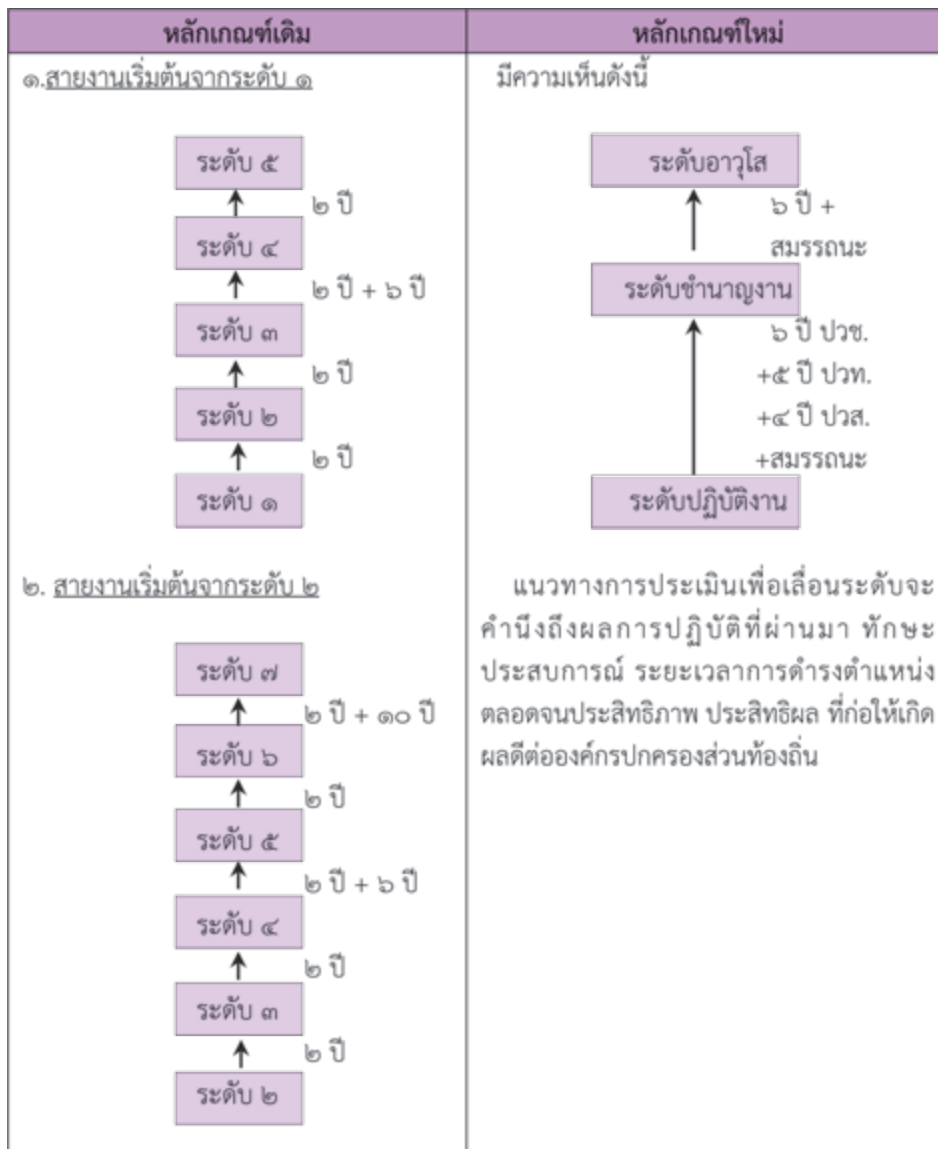 หลักเกณฑ์เดิม
๑.สายงานเริ่มต้นจากระดับ ๑
ระดับ ๕
๒ ปี
ระดับ ๔
๒ ปี + ๖ ปี
ระดับ ๓
๒ ปี
ระดับ ๒
๒ ปี
ระดับ ๑
๒. สายงานเริ่มต้นจากระดับ ๒
ระดับ ๗
๒ ปี + ๑๐ ปี
ระดับ ๖
๒ ปี
ระดับ ๕
๒ ปี + ๖ ปี
ระดับ ๔
๒ ปี
ระดับ ๓
๒ ปี
ระดับ ๒
หลักเกณฑ์ใหม่
มีความเห็นดังนี้
ระดับอาวุโส
๖ ปี +
สมรรถนะ
ระดับชำนาญงาน
๖ ปี ปวช.
+๕ ปี ปวท.
+๔ ปี ปวส.
+สมรรถนะ
ระดับปฏิบัติงาน
แนวทางการประเมินเพื่อเลื่อนระดับจะ
คำนึงถึงผลการปฏิบัติที่ผ่านมา ทักษะ
ประสบการณ์ ระยะเวลาการดำรงตำแหน่ง
ตลอดจนประสิทธิภาพ ประสิทธิผล ที่ก่อให้เกิด
ผลดีต่อองค์กรปกครองส่วนท้องถิ่น